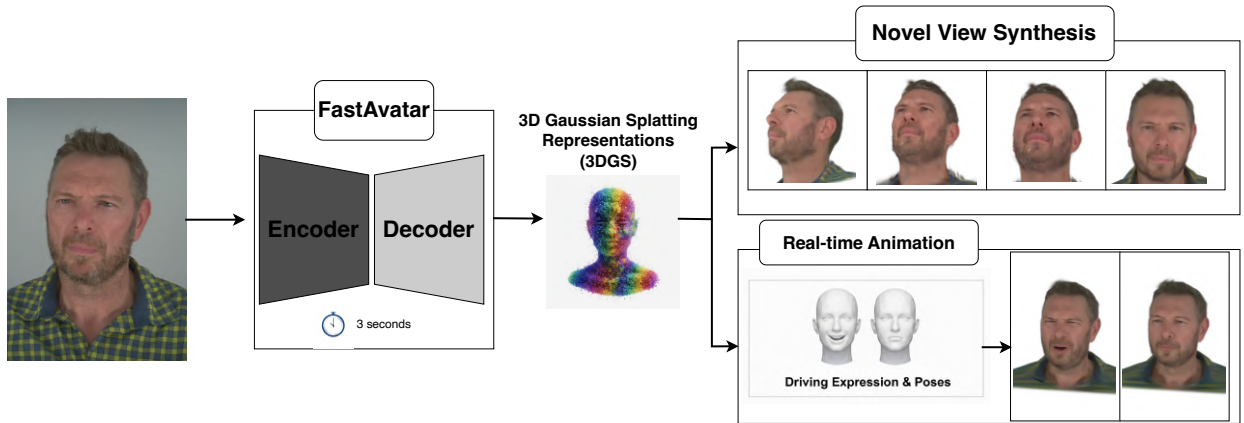 FastAvatar
Encoder
Decoder
3 seconds
3D Gaussian Splatting
Representations
(3DGS)
Novel View Synthesis
Real-time Animation
Driving Expression & Poses